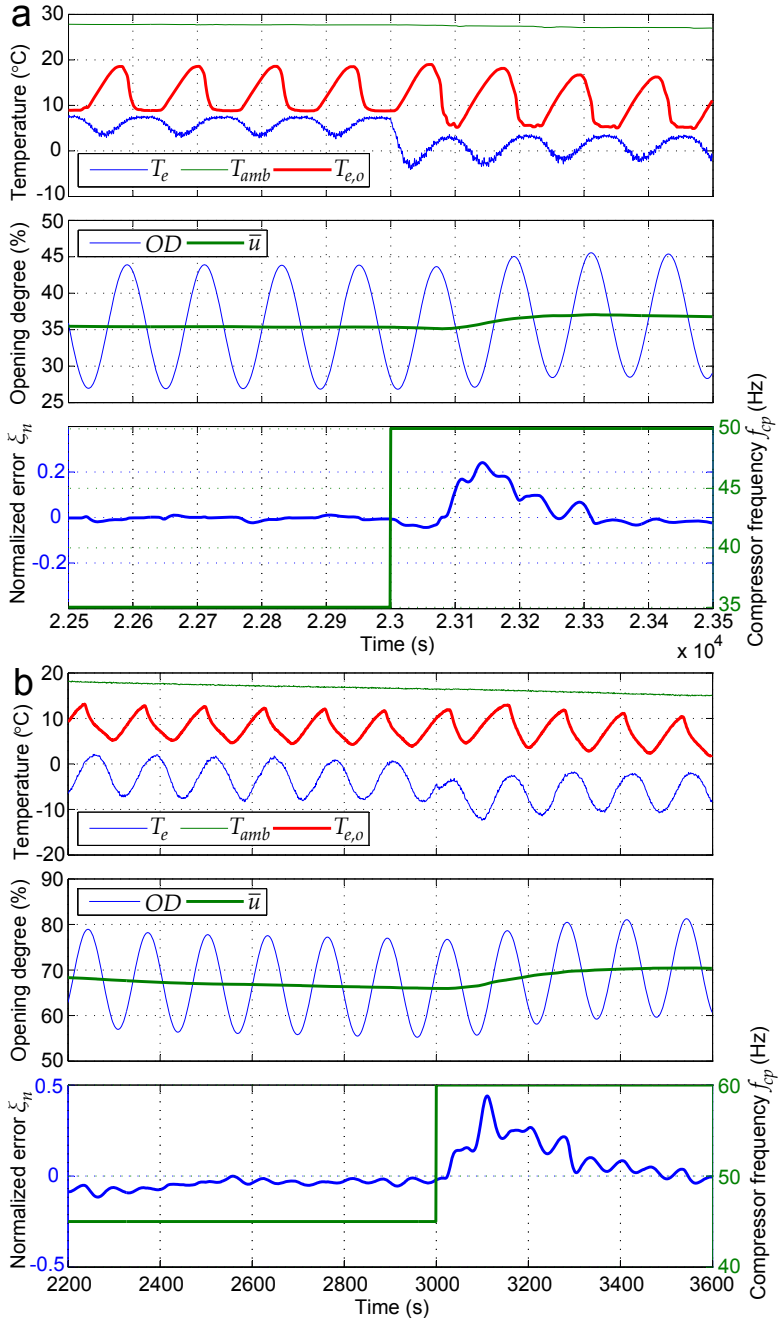 a
Temperature (°C)
30
20
10
0
-10
T_e T_amb T_e,o
Opening degree (%)
50
45
40
35
30
25
OD ū
Normalized error ξ_n
0.2
0
-0.2
Compressor frequency f_cp (Hz)
50
45
40
35
2.25 2.26 2.27 2.28 2.29 2.3 2.31 2.32 2.33 2.34 2.35
Time (s)
x 10^4
b
Temperature (°C)
20
10
0
-10
-20
T_e T_amb T_e,o
Opening degree (%)
90
80
70
60
50
OD ū
Normalized error ξ_n
0.5
0
-0.5
Compressor frequency f_cp (Hz)
60
50
40
2200 2400 2600 2800 3000 3200 3400 3600
Time (s)